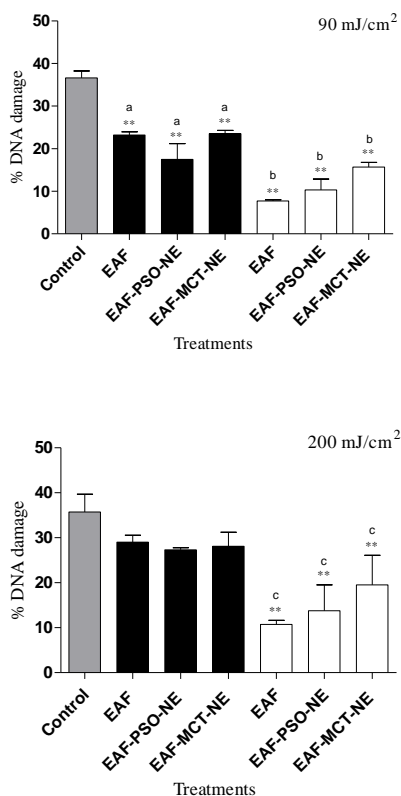 90 mJ/cm²
% DNA damage
50
40
30
20
10
0
a
**
a
**
a
**
b
**
b
**
b
**
Control
EAF
EAF-PSO-NE
EAF-MCT-NE
EAF
EAF-PSO-NE
EAF-MCT-NE
Treatments
200 mJ/cm²
% DNA damage
50
40
30
20
10
0
c
**
c
**
c
**
Control
EAF
EAF-PSO-NE
EAF-MCT-NE
EAF
EAF-PSO-NE
EAF-MCT-NE
Treatments